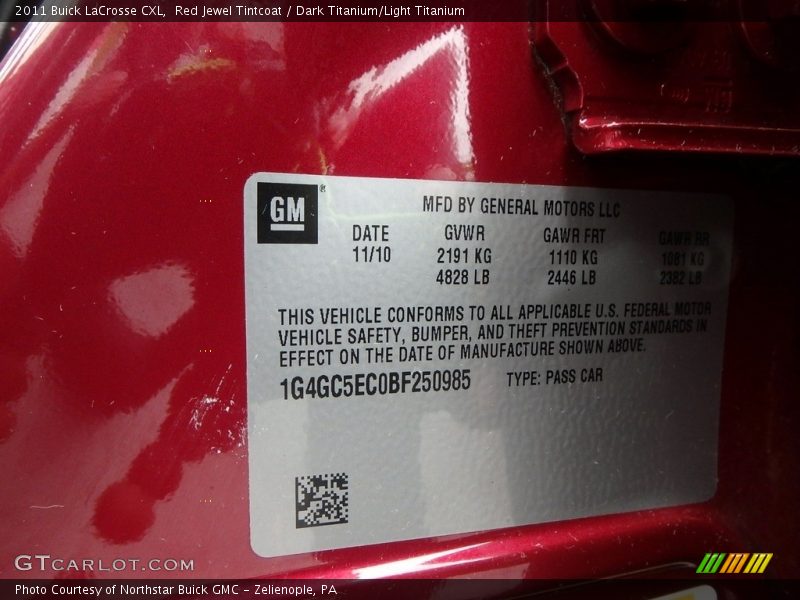 2011 Buick LaCrosse CXL, Red Jewel Tintcoat / Dark Titanium/Light Titanium
GM ®
MFD BY GENERAL MOTORS LLC
DATE GVWR GAWR FRT GAWR RR
11/10 2191 KG 1110 KG 1081 KG
4828 LB 2446 LB 2382 LB
THIS VEHICLE CONFORMS TO ALL APPLICABLE U.S. FEDERAL MOTOR
VEHICLE SAFETY, BUMPER, AND THEFT PREVENTION STANDARDS IN
EFFECT ON THE DATE OF MANUFACTURE SHOWN ABOVE.
1G4GC5EC0BF250985 TYPE: PASS CAR
GTCARLOT.COM
Photo Courtesy of Northstar Buick GMC - Zelienople, PA